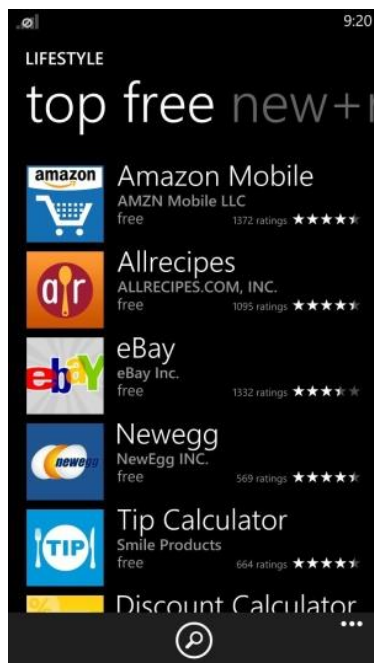 9:20
LIFESTYLE
top free new+r
amazon
Amazon Mobile
AMZN Mobile LLC
free 1372 ratings
ar
Allrecipes
ALLRECIPES.COM, INC.
free 1095 ratings
ebaY
eBay
eBay Inc.
free 1332 ratings
newegg
Newegg
NewEgg INC.
free 569 ratings
TIP
Tip Calculator
Smile Products
free 664 ratings
%
Discount Calculator